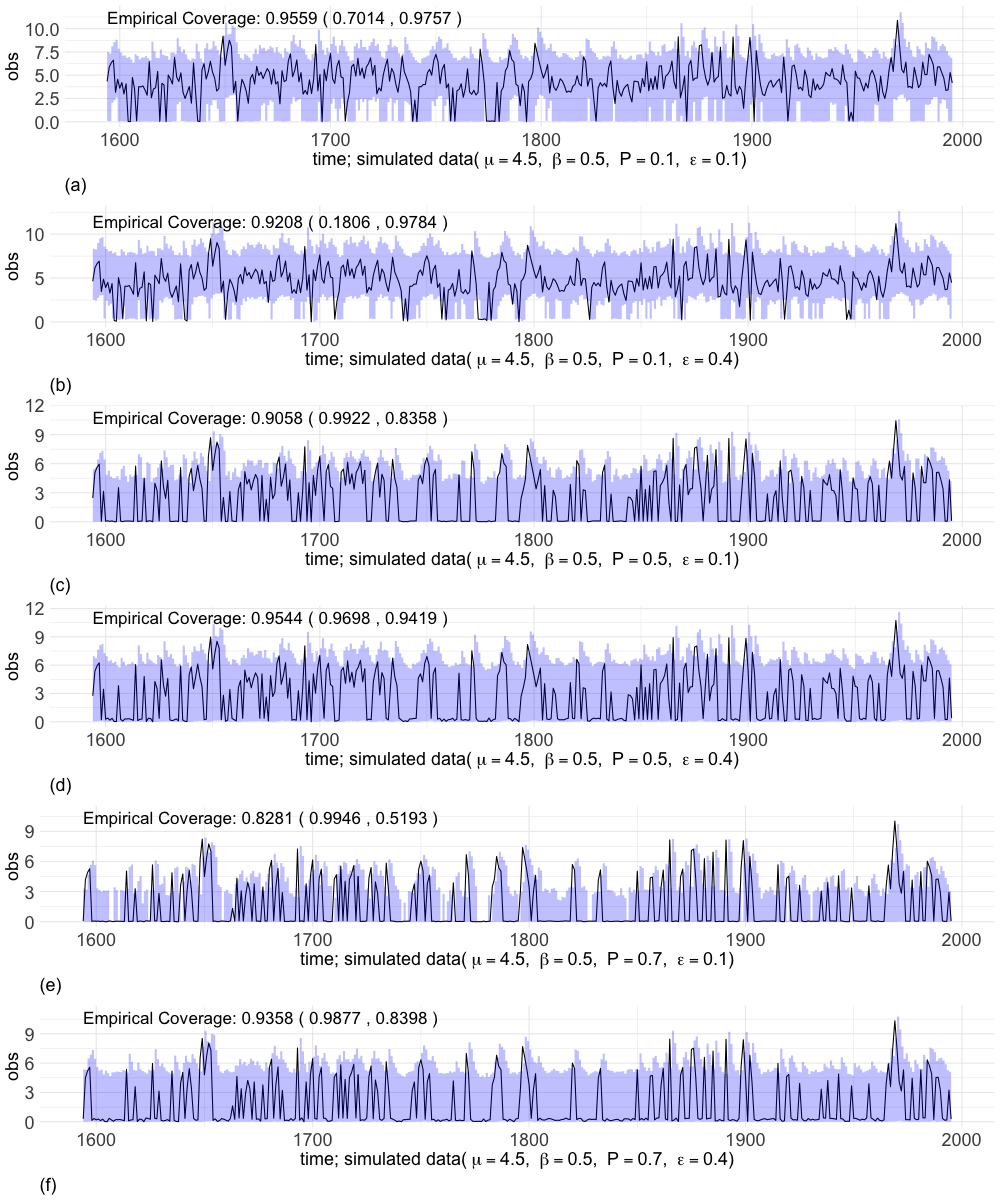 Empirical Coverage: 0.9559 ( 0.7014 , 0.9757 )
10.0
7.5
5.0
2.5
0.0
obs
1600 1700 1800 1900 2000
time; simulated data( μ = 4.5, β = 0.5, P = 0.1, ε = 0.1)
(a)
Empirical Coverage: 0.9208 ( 0.1806 , 0.9784 )
10
5
0
obs
1600 1700 1800 1900 2000
time; simulated data( μ = 4.5, β = 0.5, P = 0.1, ε = 0.4)
(b)
12
Empirical Coverage: 0.9058 ( 0.9922 , 0.8358 )
9
6
3
0
obs
1600 1700 1800 1900 2000
time; simulated data( μ = 4.5, β = 0.5, P = 0.5, ε = 0.1)
(c)
12
Empirical Coverage: 0.9544 ( 0.9698 , 0.9419 )
9
6
3
0
obs
1600 1700 1800 1900 2000
time; simulated data( μ = 4.5, β = 0.5, P = 0.5, ε = 0.4)
(d)
Empirical Coverage: 0.8281 ( 0.9946 , 0.5193 )
9
6
3
0
obs
1600 1700 1800 1900 2000
time; simulated data( μ = 4.5, β = 0.5, P = 0.7, ε = 0.1)
(e)
Empirical Coverage: 0.9358 ( 0.9877 , 0.8398 )
9
6
3
0
obs
1600 1700 1800 1900 2000
time; simulated data( μ = 4.5, β = 0.5, P = 0.7, ε = 0.4)
(f)